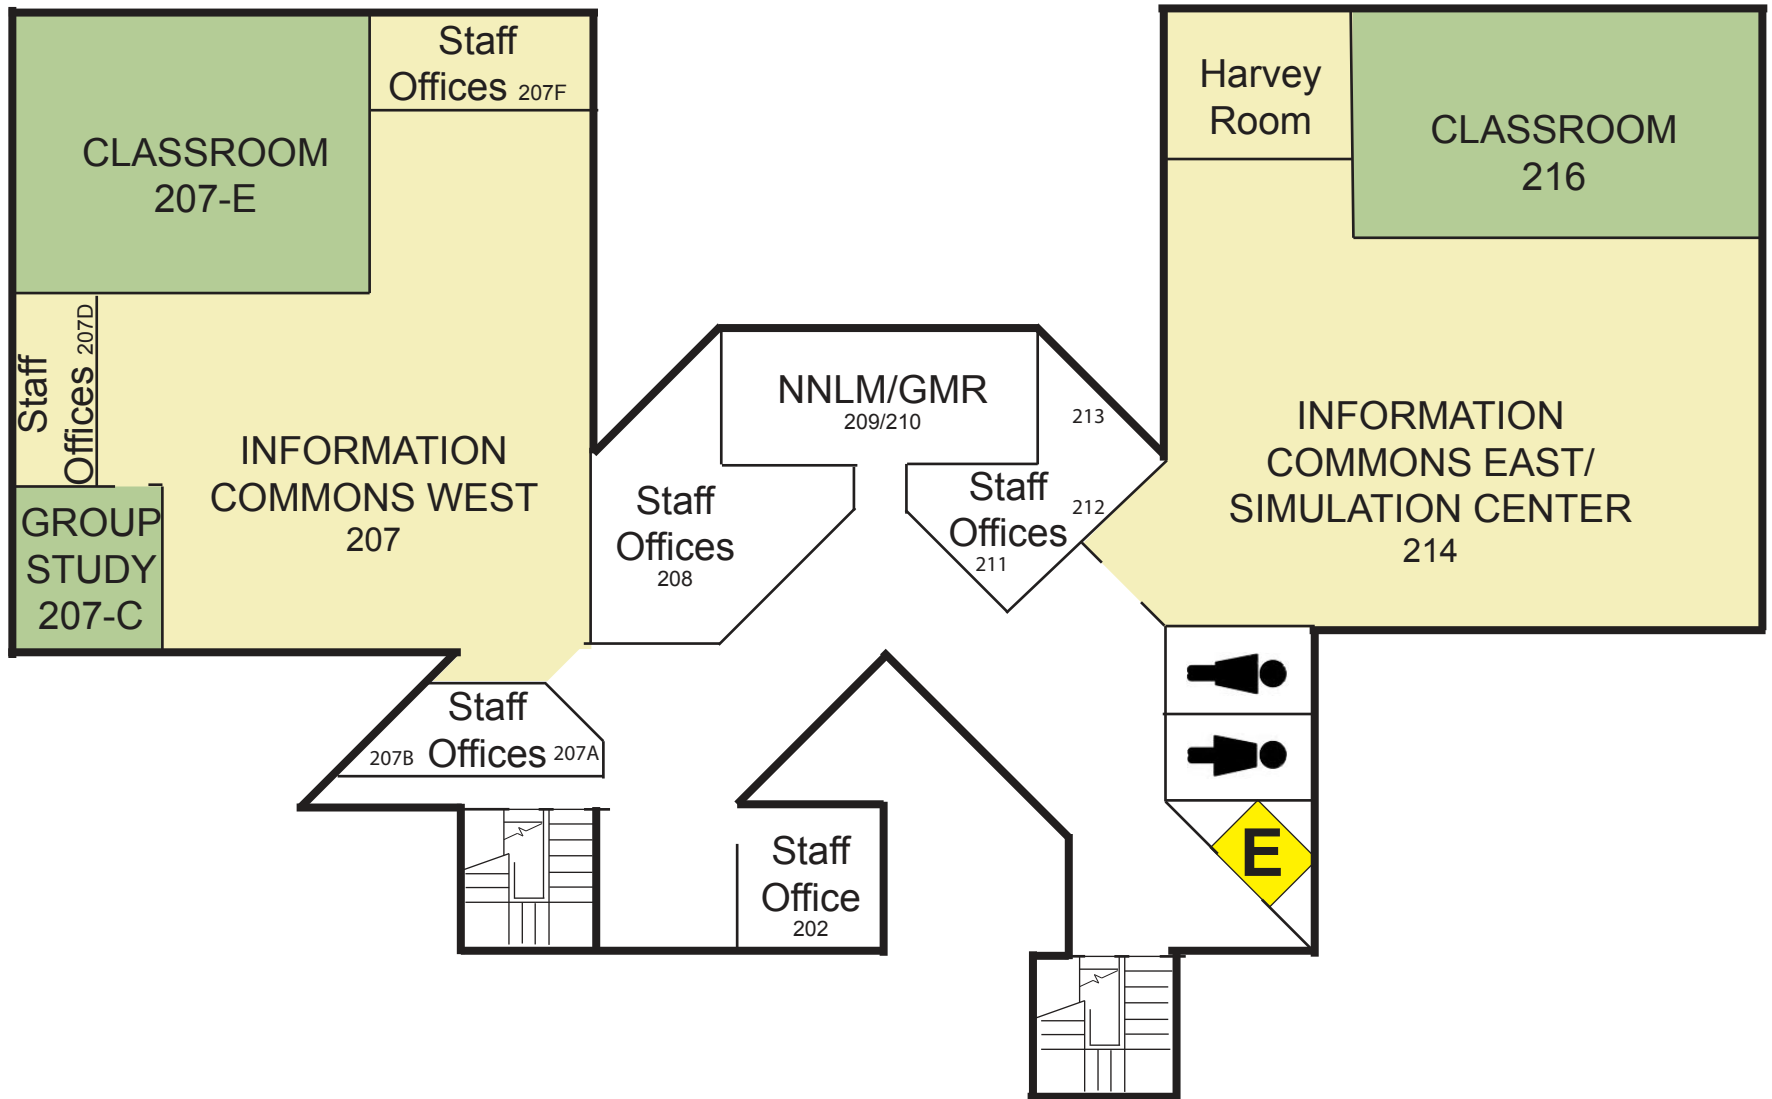 CLASSROOM
207-E
Staff
Offices 207F
Staff
Offices 207D
GROUP
STUDY
207-C
INFORMATION
COMMONS WEST
207
Staff
Offices
208
NNLM/GMR
209/210
213
Staff
212
Offices
211
Harvey
Room
CLASSROOM
216
INFORMATION
COMMONS EAST/
SIMULATION CENTER
214
Staff
207B Offices 207A
Staff
Office
202
E